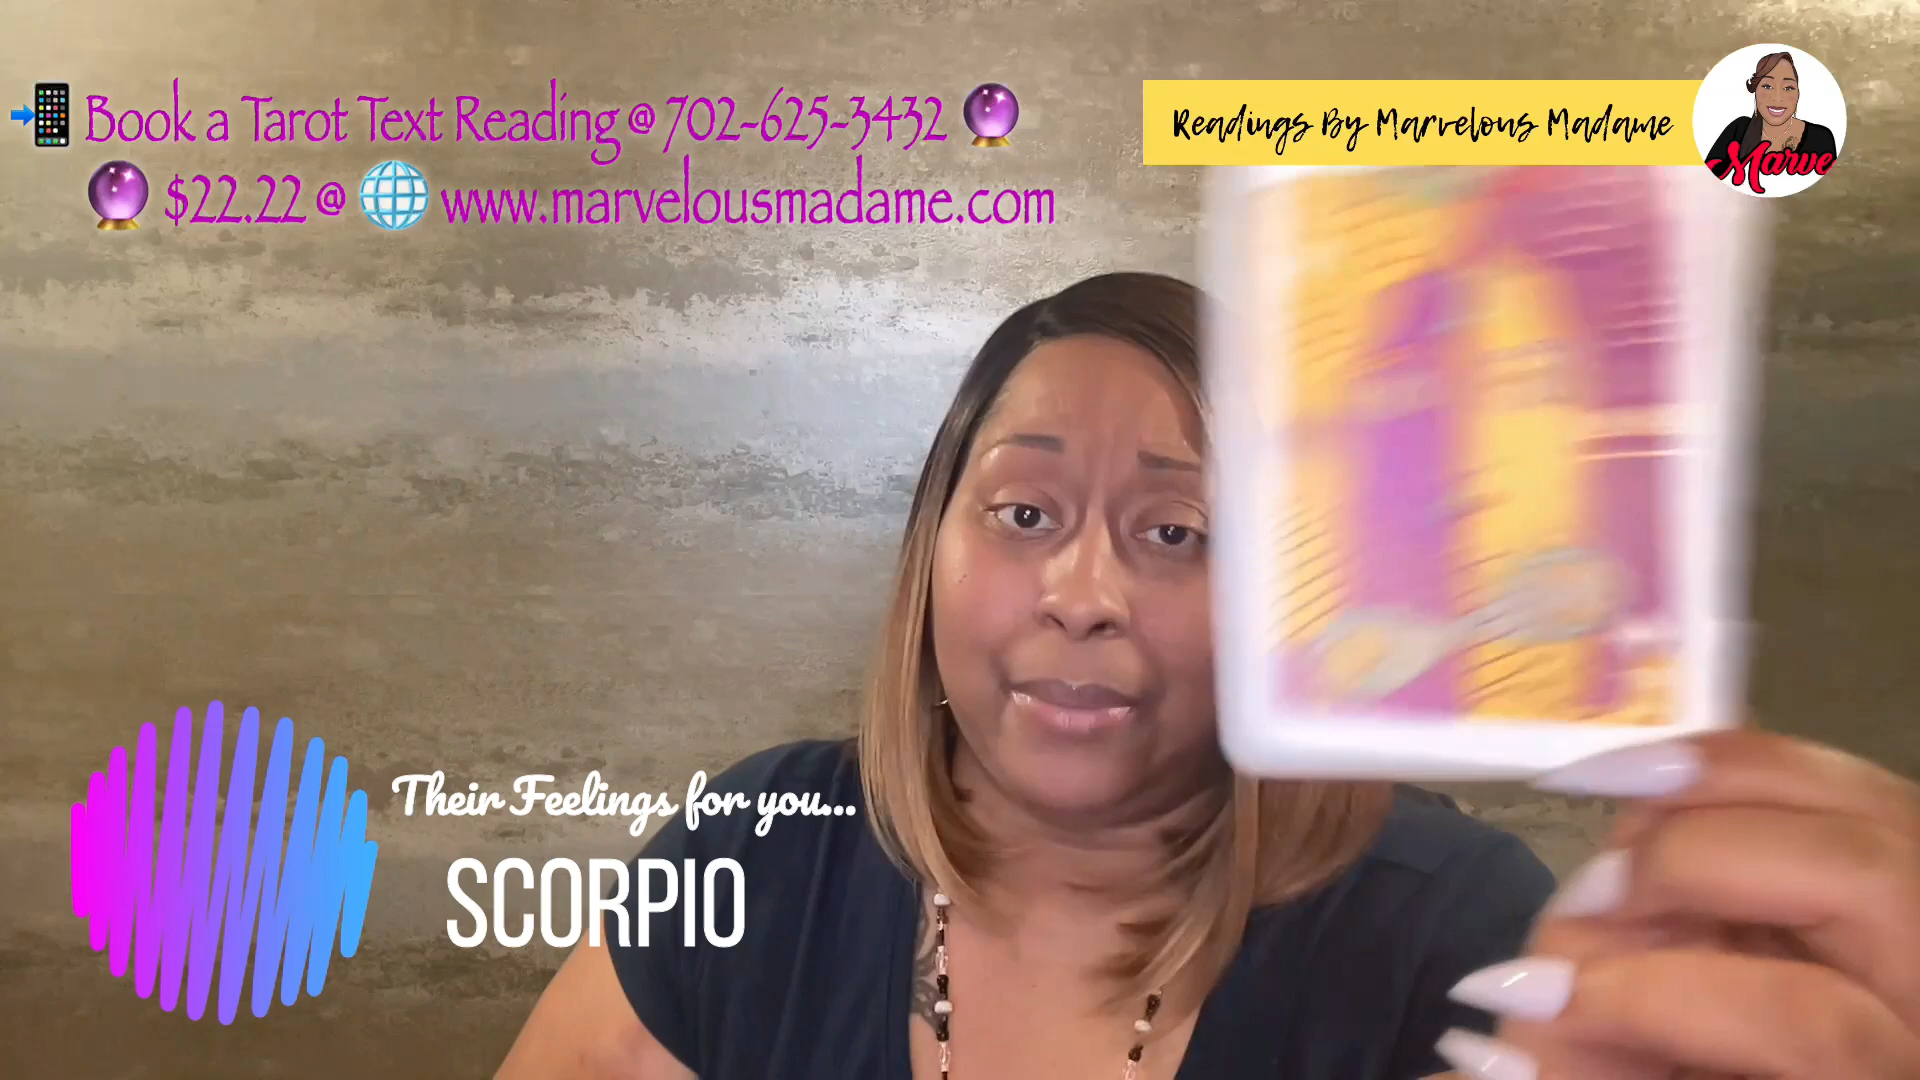 Book a Tarot Text Reading @ 702-625-3432
$22.22 @ www.marvelousmadame.com
Readings By Marvelous Madame
Marve
Their Feelings for you...
SCORPIO